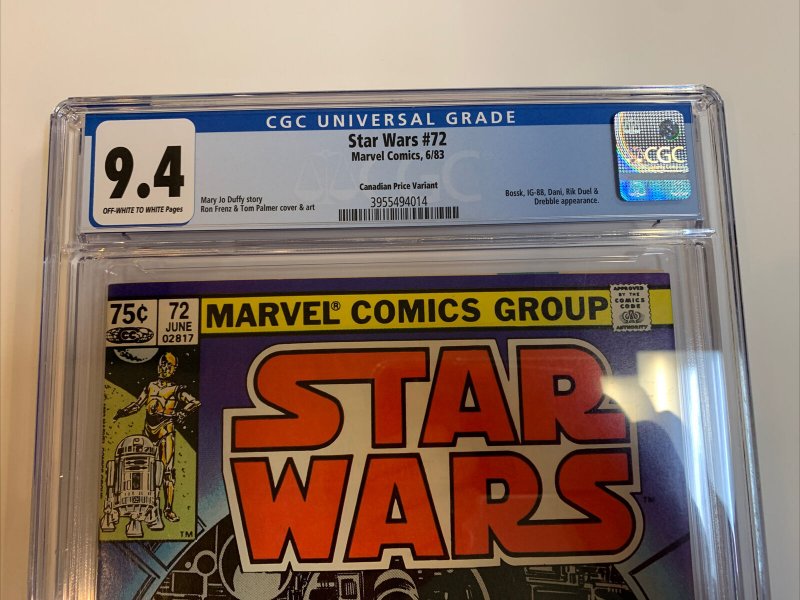 CGC UNIVERSAL GRADE
9.4
OFF-WHITE TO WHITE Pages
Star Wars #72
Marvel Comics, 6/83
Canadian Price Variant
Mary Jo Duffy story
Ron Frenz & Tom Palmer cover & art
3955494014
Bossk, IG-88, Dani, Rik Duel &
Drebble appearance.
CGC
75¢
72
JUNE
02817
MARVEL® COMICS GROUP
APPROVED
BY THE
COMICS
CODE
AUTHORITY
STAR
WARS
TM
TM